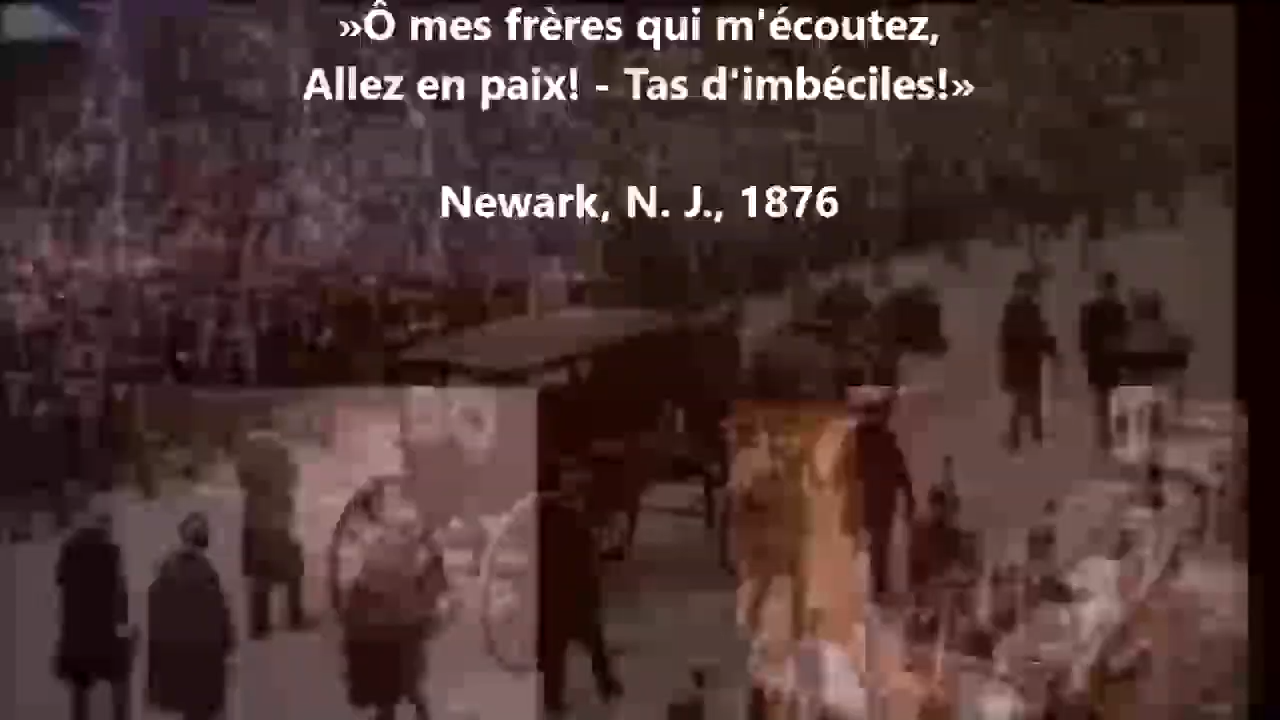 »Ô mes frères qui m'écoutez,
Allez en paix! - Tas d'imbéciles!»
Newark, N. J., 1876